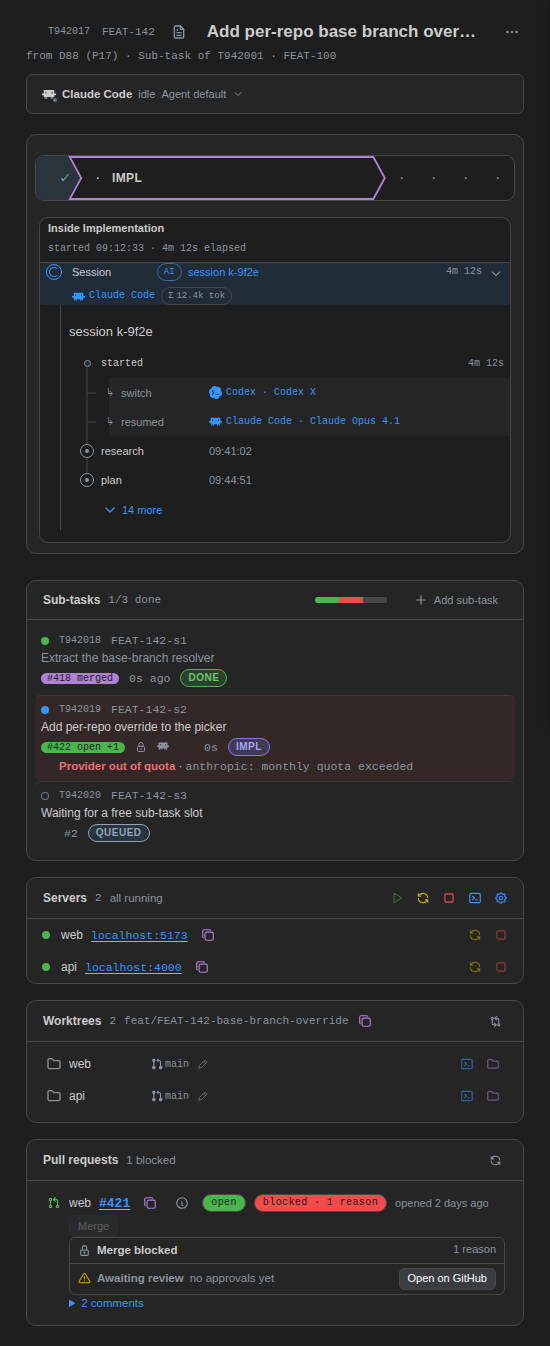 T942017 FEAT-142 Add per-repo base branch over…
from D88 (P17) · Sub-task of T942001 · FEAT-100
Claude Code idle Agent default
✓ · IMPL · · · ·
Inside Implementation
started 09:12:33 · 4m 12s elapsed
Session AI session k-9f2e 4m 12s
Claude Code Σ 12.4k tok
session k-9f2e
started 4m 12s
↳ switch Codex · Codex X
↳ resumed Claude Code · Claude Opus 4.1
research 09:41:02
plan 09:44:51
14 more
Sub-tasks 1/3 done + Add sub-task
T942018 FEAT-142-s1
Extract the base-branch resolver
#418 merged 0s ago DONE
T942019 FEAT-142-s2
Add per-repo override to the picker
#422 open +1 0s IMPL
Provider out of quota · anthropic: monthly quota exceeded
T942020 FEAT-142-s3
Waiting for a free sub-task slot
#2 QUEUED
Servers 2 all running
web localhost:5173
api localhost:4000
Worktrees 2 feat/FEAT-142-base-branch-override
web main
api main
Pull requests 1 blocked
web #421 open blocked · 1 reason opened 2 days ago
Merge
Merge blocked 1 reason
Awaiting review no approvals yet Open on GitHub
2 comments